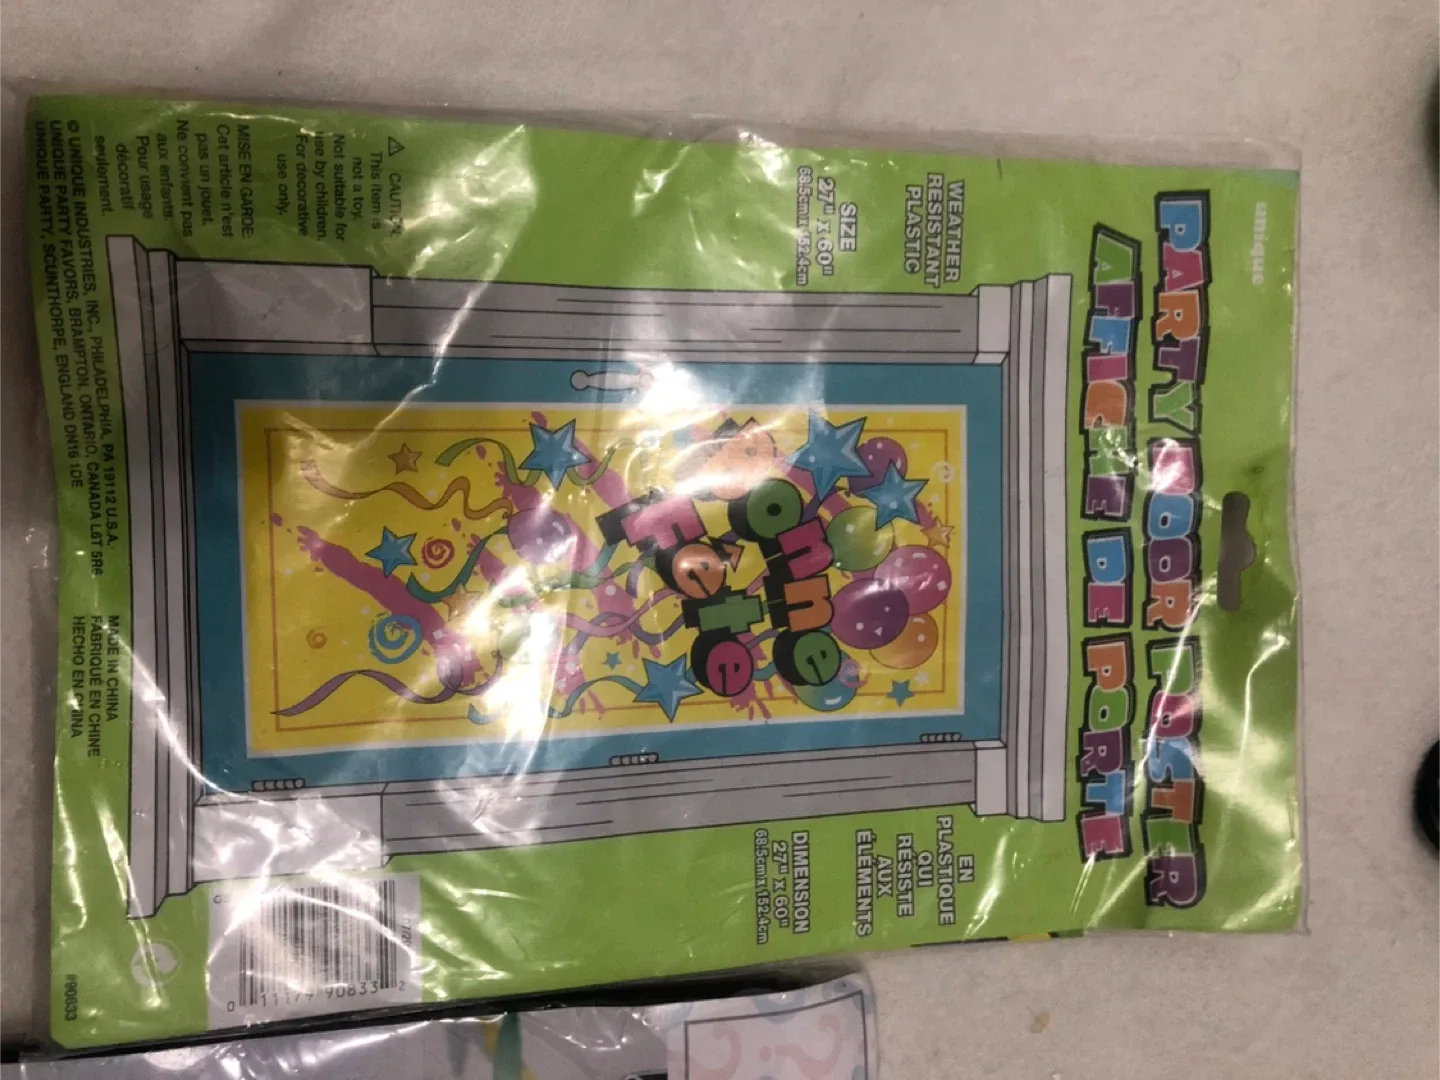 unique
PARTY DOOR POSTER
AFFICHE DE PORTE
WEATHER
RESISTANT
PLASTIC
SIZE
27" x 60"
68.5cm x 152.4cm
EN
PLASTIQUE
QUI
RÉSISTE
AUX
ÉLÉMENTS
DIMENSION
27" X 60"
68.5cm x 152.4cm
Bonne
Fête
⚠ CAUTION:
This item is
not a toy.
Not suitable for
use by children.
For decorative
use only.
MISE EN GARDE:
Cet article n'est
pas un jouet.
Ne convient pas
aux enfants.
Pour usage
décoratif
seulement.
© UNIQUE INDUSTRIES, INC., PHILADELPHIA, PA 19112 U.S.A.
UNIQUE PARTY FAVORS, BRAMPTON, ONTARIO, CANADA L6T 5R6
UNIQUE PARTY, SCUNTHORPE, ENGLAND DN16 1DE
MADE IN CHINA
FABRIQUÉ EN CHINE
HECHO EN CHINA
0 11179 90833 2
P90833